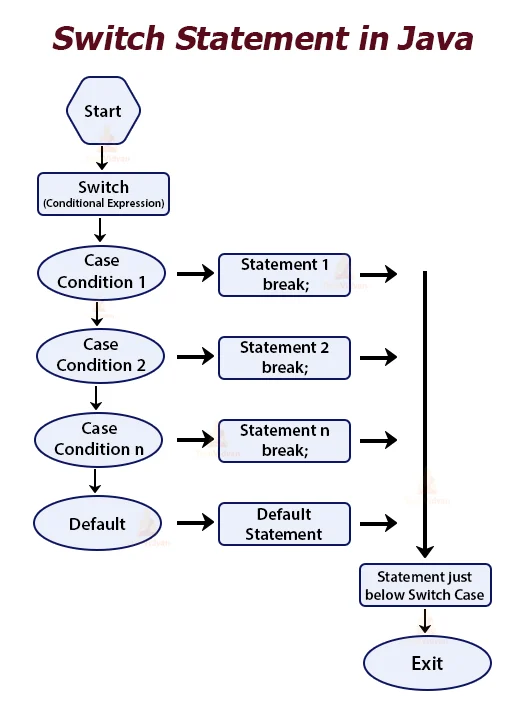 Switch Statement in Java
Start
Switch
(Conditional Expression)
Case
Condition 1
Statement 1
break;
Case
Condition 2
Statement 2
break;
Case
Condition n
Statement n
break;
Default
Default
Statement
Statement just
below Switch Case
Exit